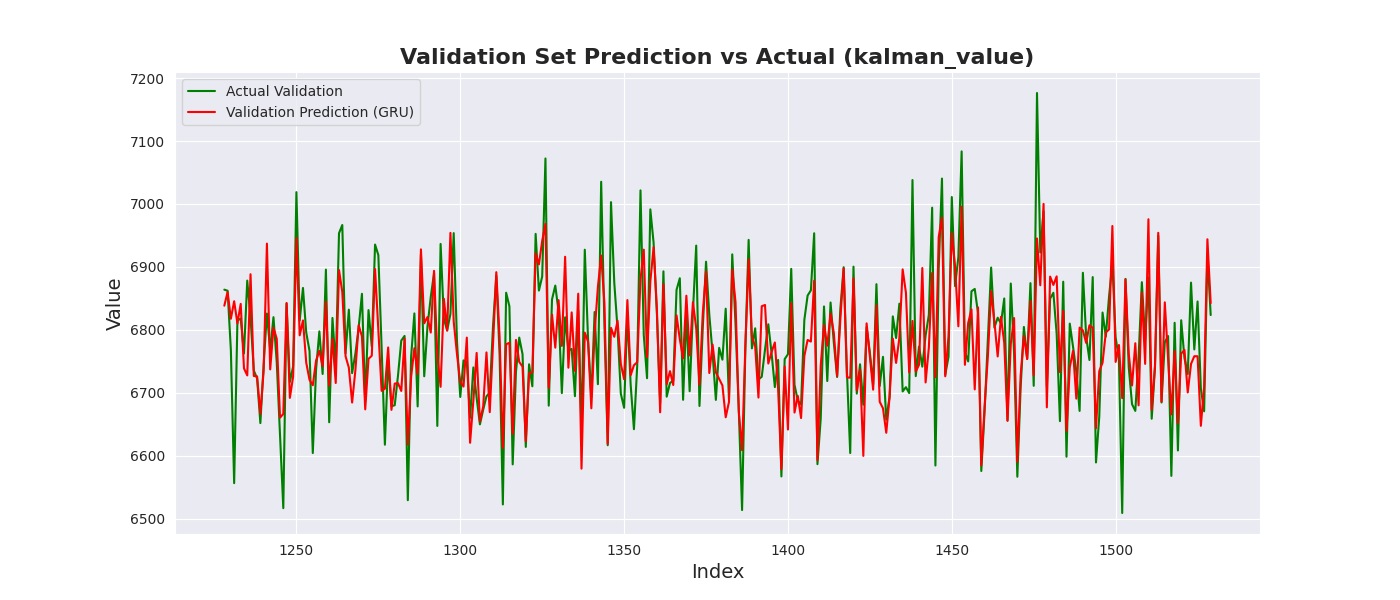 Validation Set Prediction vs Actual (kalman_value)
Actual Validation
Validation Prediction (GRU)
Value
7200
7100
7000
6900
6800
6700
6600
6500
1250
1300
1350
1400
1450
1500
Index